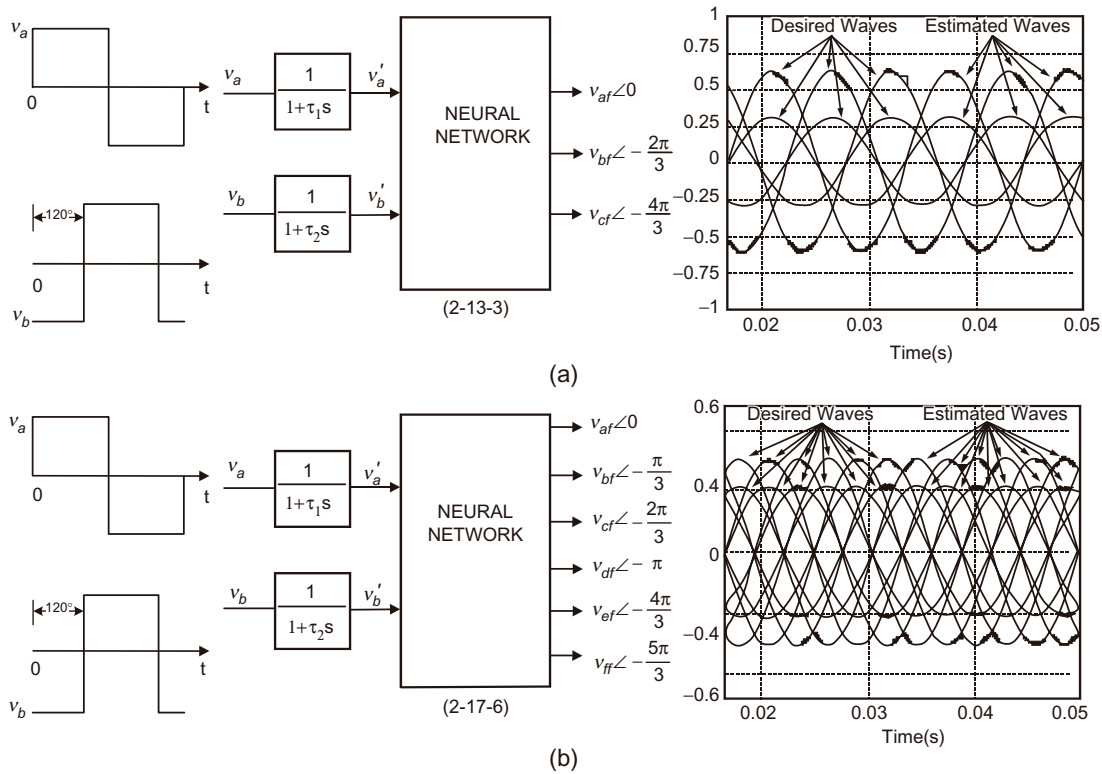 v_a
0
t
120°
0
t
v_b
v_a
1
1+τ_1s
v_a'
v_b
1
1+τ_2s
v_b'
NEURAL
NETWORK
(2-13-3)
v_af∠0
v_bf∠−2π/3
v_cf∠−4π/3
Desired Waves
Estimated Waves
1
0.75
0.5
0.25
0
−0.25
−0.5
−0.75
−1
0.02 0.03 0.04 0.05
Time(s)
(a)
v_a
0
t
120°
0
t
v_b
v_a
1
1+τ_1s
v_a'
v_b
1
1+τ_2s
v_b'
NEURAL
NETWORK
(2-17-6)
v_af∠0
v_bf∠−π/3
v_cf∠−2π/3
v_df∠− π
v_ef∠−4π/3
v_ff∠−5π/3
Desired Waves
Estimated Waves
0.6
0.4
0
−0.4
−0.6
0.02 0.03 0.04 0.05
Time(s)
(b)